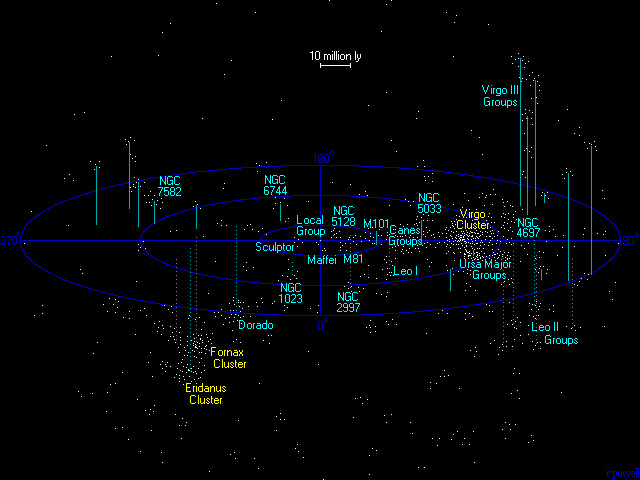 10 million ly
Virgo III
Groups
180°
NGC
7582
NGC
6744
NGC
5033
Local
Group
NGC
5128
M101
Canes
Groups
Virgo
Cluster
NGC
4697
270°
90°
Sculptor
Maffei
M81
Leo I
Ursa Major
Groups
NGC
1023
NGC
2997
0°
Dorado
Leo II
Groups
Fornax
Cluster
Eridanus
Cluster
rpowell